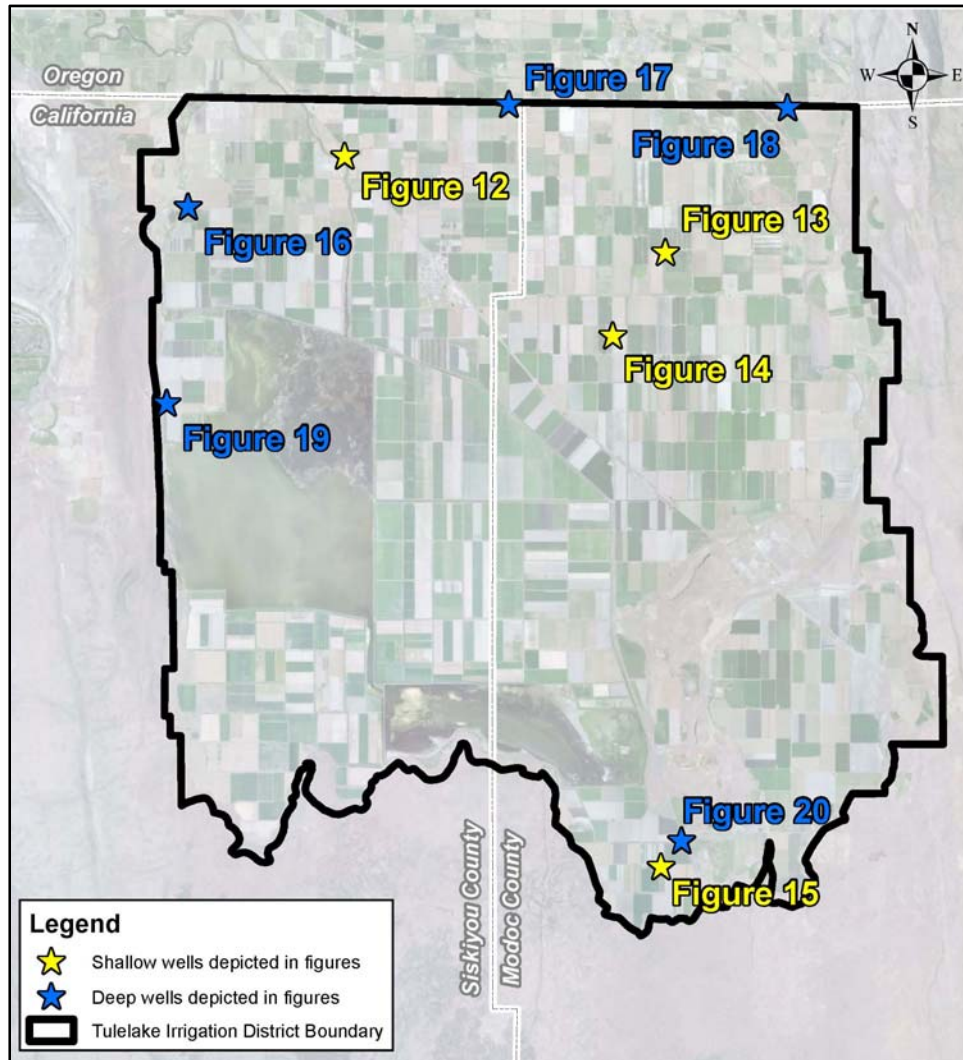 N
W E
S
Oregon
California
Figure 17
Figure 18
Figure 12
Figure 13
Figure 16
Figure 14
Figure 19
Figure 20
Figure 15
Siskiyou County
Modoc County
Legend
Shallow wells depicted in figures
Deep wells depicted in figures
Tulelake Irrigation District Boundary